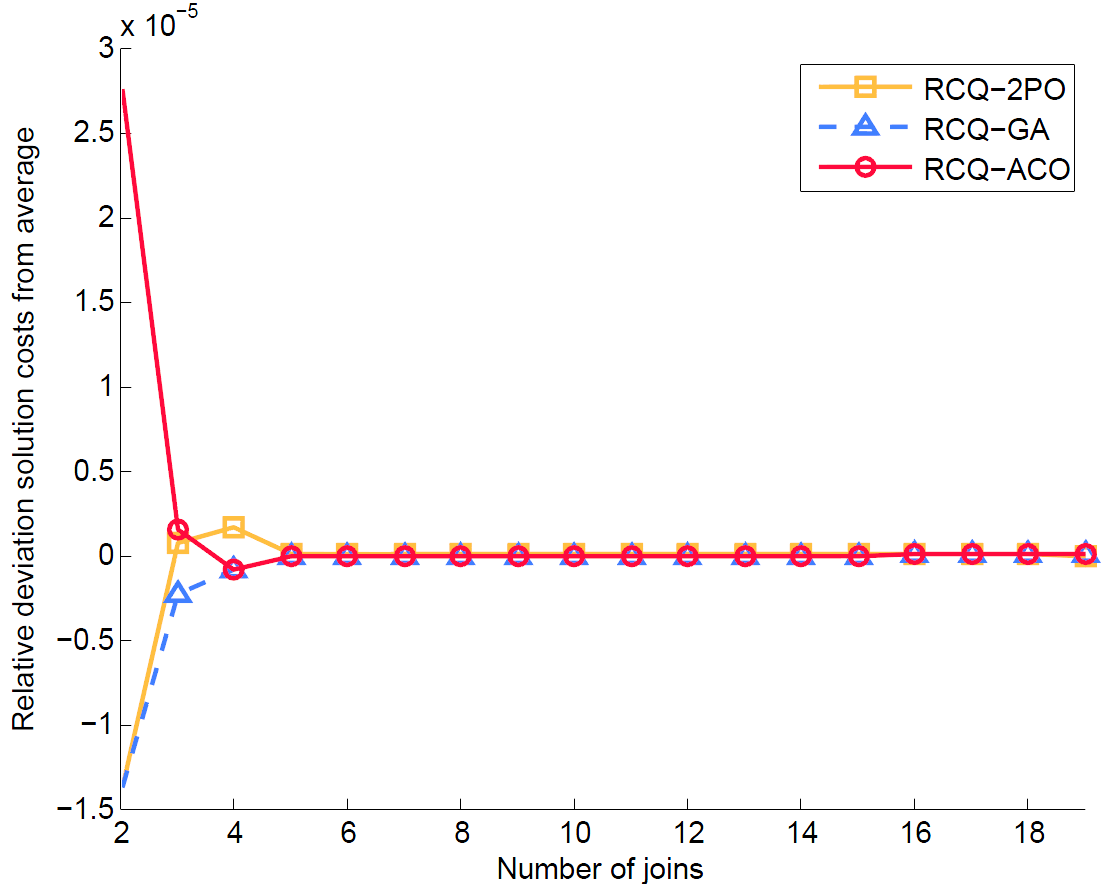 x 10−5
3
2.5
2
1.5
1
0.5
0
−0.5
−1
−1.5
Relative deviation solution costs from average
RCQ−2PO
RCQ−GA
RCQ−ACO
2 4 6 8 10 12 14 16 18
Number of joins